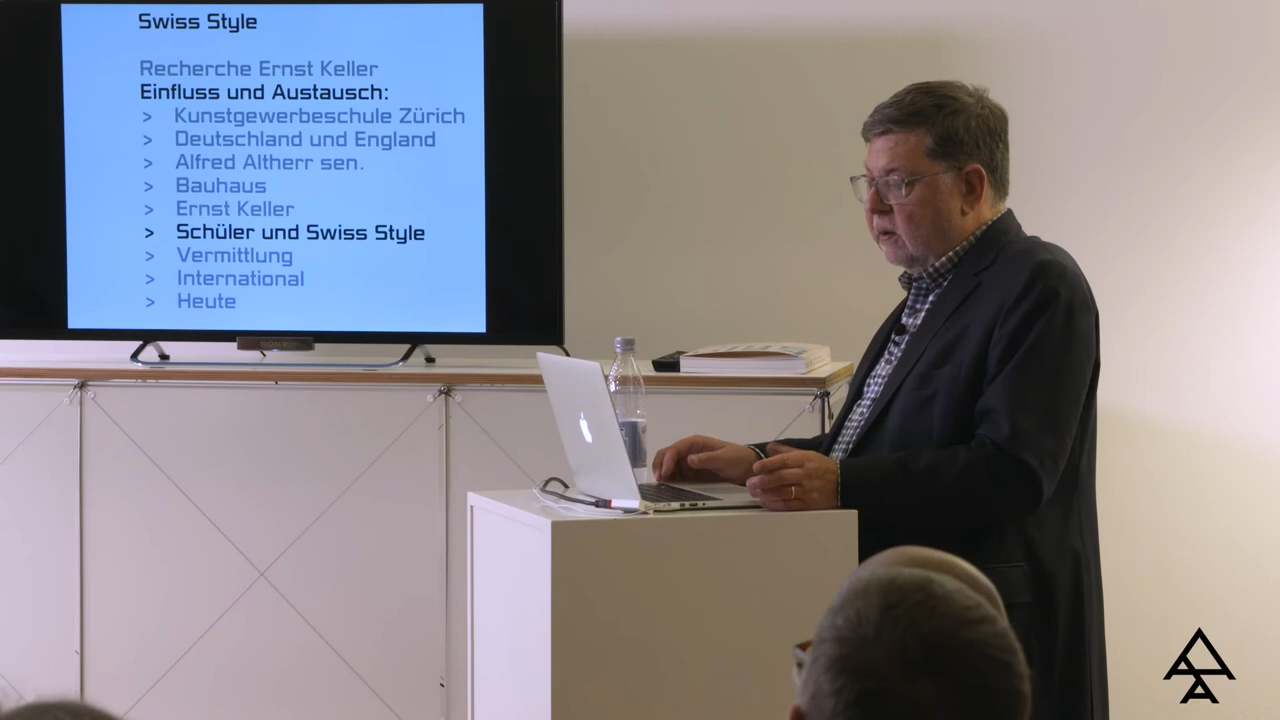 Swiss Style
Recherche Ernst Keller
Einfluss und Austausch:
> Kunstgewerbeschule Zürich
> Deutschland und England
> Alfred Altherr sen.
> Bauhaus
> Ernst Keller
> Schüler und Swiss Style
> Vermittlung
> International
> Heute
SONY